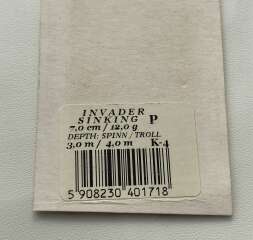 INVADER
SINKING P
7,0 cm / 12,0 g
DEPTH: SPINN / TROLL
3,0 m / 4,0 m K-4
5 908230 401718